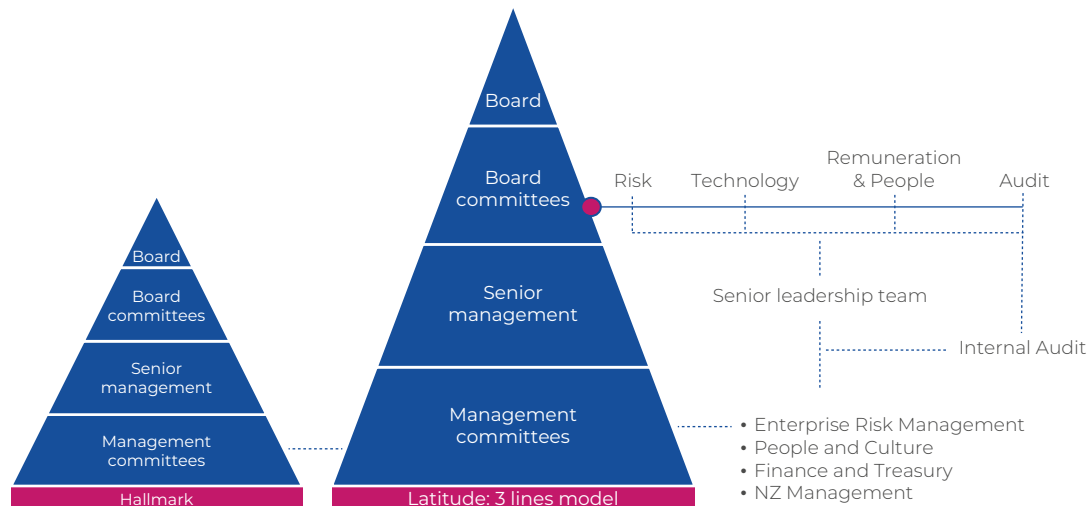 Board
Board
committees
Senior
management
Management
committees
Hallmark
Board
Board
committees
Senior
management
Management
committees
Latitude: 3 lines model
Risk
Technology
Remuneration
& People
Audit
Senior leadership team
Internal Audit
• Enterprise Risk Management
• People and Culture
• Finance and Treasury
• NZ Management